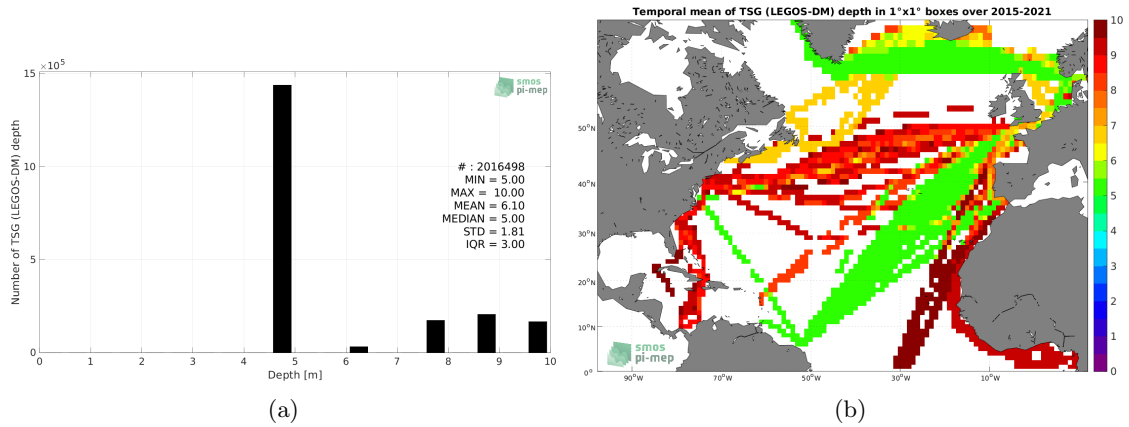 ×10⁵
15
10
5
0
Number of TSG (LEGOS-DM) depth
smos
pi-mep
# : 2016498
MIN = 5.00
MAX = 10.00
MEAN = 6.10
MEDIAN = 5.00
STD = 1.81
IQR = 3.00
0 1 2 3 4 5 6 7 8 9 10
Depth [m]
(a)
Temporal mean of TSG (LEGOS-DM) depth in 1°x1° boxes over 2015-2021
50°N
40°N
30°N
20°N
10°N
0°
90°W 70°W 50°W 30°W 10°W
smos
pi-mep
10
9
8
7
6
5
4
3
2
1
0
(b)